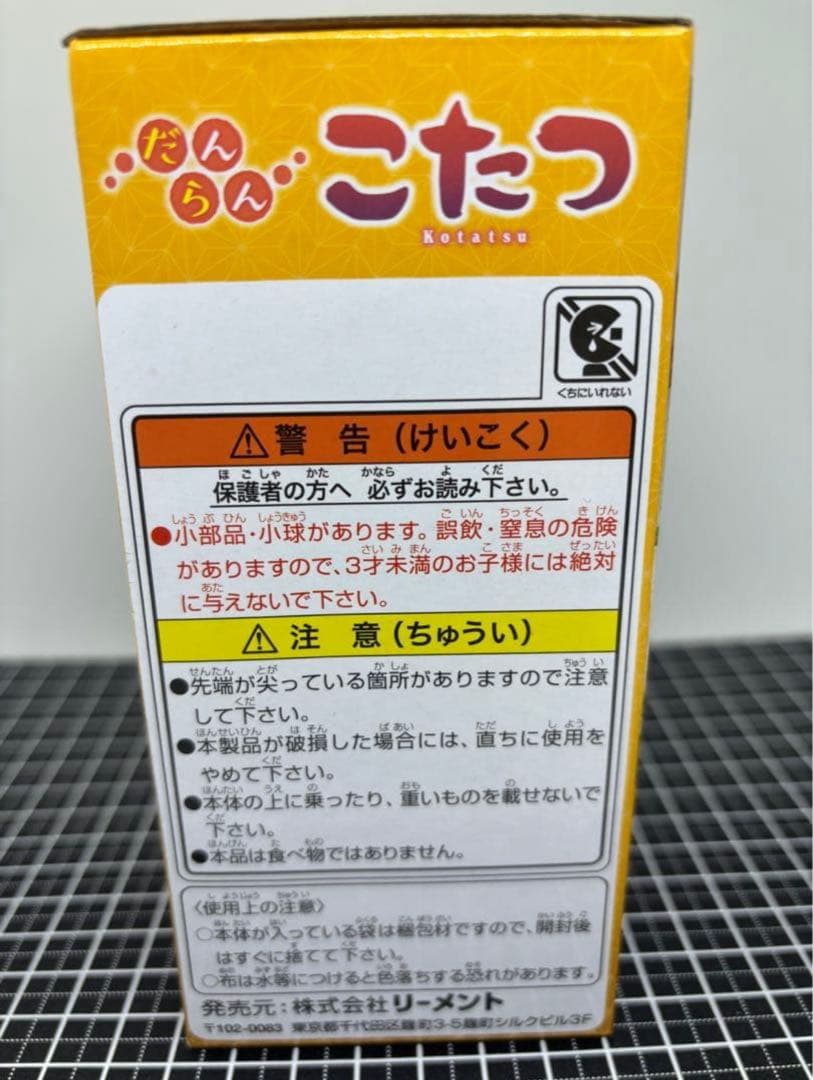 だんらん こたつ
Kotatsu
くちにいれない
⚠警 告（けいこく）
保護者の方へ 必ずお読み下さい。
●小部品・小球があります。誤飲・窒息の危険
がありますので、3才未満のお子様には絶対
に与えないで下さい。
⚠注 意（ちゅうい）
●先端が尖っている箇所がありますので注意
して下さい。
●本製品が破損した場合には、直ちに使用を
やめて下さい。
●本体の上に乗ったり、重いものを載せないで
下さい。
●本品は食べ物ではありません。
〈使用上の注意〉
○本体が入っている袋は梱包材ですので、開封後
はすぐに捨てて下さい。
○布は水等につけると色落ちする恐れがあります。
発売元：株式会社リーメント
〒102-0083 東京都千代田区麹町3-5麹町シルクビル3F